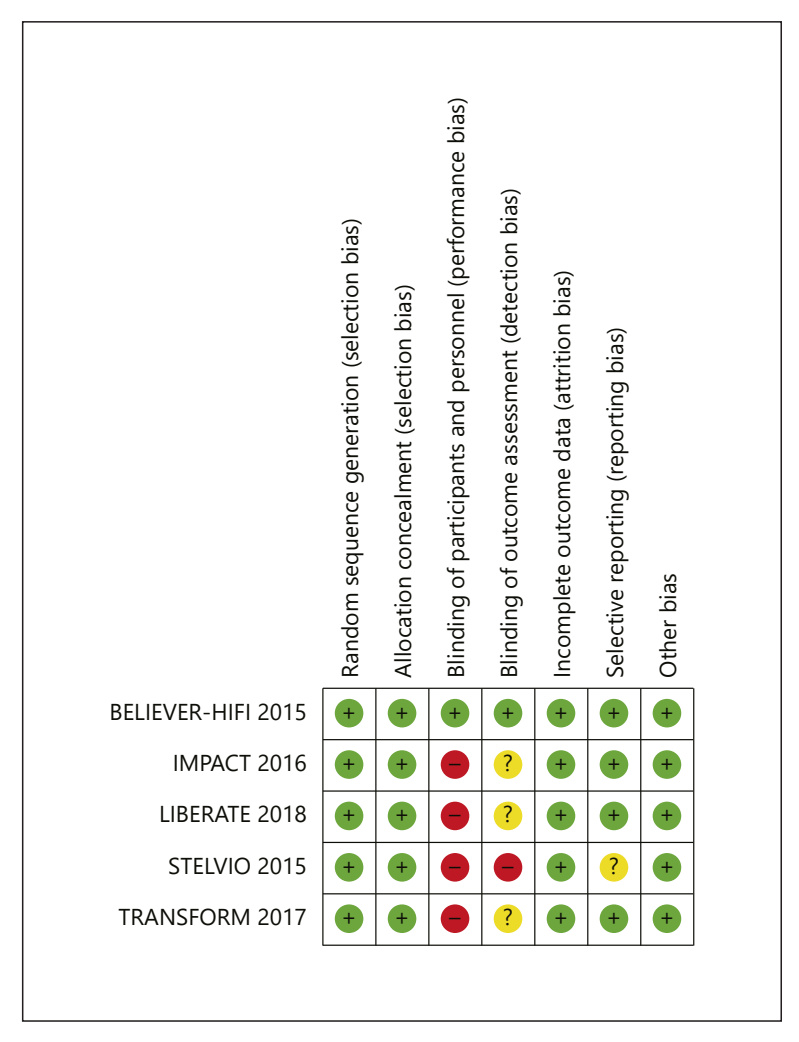 Random sequence generation (selection bias)
Allocation concealment (selection bias)
Blinding of participants and personnel (performance bias)
Blinding of outcome assessment (detection bias)
Incomplete outcome data (attrition bias)
Selective reporting (reporting bias)
Other bias
BELIEVER-HIFI 2015 + + + + + + +
IMPACT 2016 + + – ? + + +
LIBERATE 2018 + + – ? + + +
STELVIO 2015 + + – – + ? +
TRANSFORM 2017 + + – ? + + +